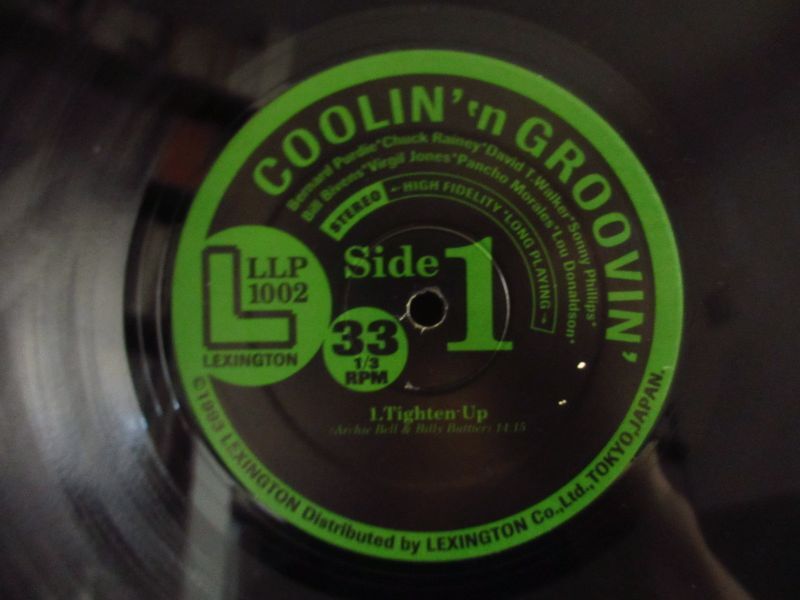 COOLIN' 'n GROOVIN'
Bernard Purdie*Chuck Rainey*David T.Walker*Sonny Phillips*
Bill Bivens*Virgil Jones*Pancho Morales*Lou Donaldson*
STEREO ←HIGH FIDELITY *LONG PLAYING→
L
LLP
1002
LEXINGTON
Side 1
33
1/3
RPM
1.Tighten Up
(Archie Bell & Billy Buttier) 14:15
©1993 LEXINGTON Distributed by LEXINGTON Co.,Ltd.,TOKYO,JAPAN.